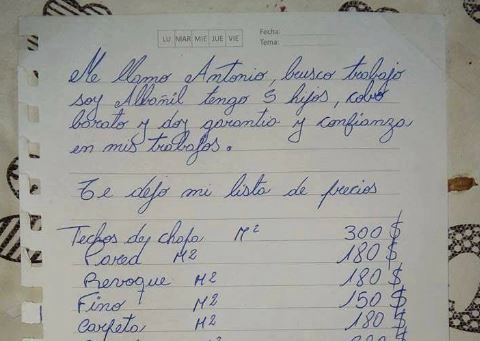 LU MAR MIE JUE VIE
Fecha:
Tema:
Me llamo Antonio, busco trabajo
soy Albañil tengo 5 hijos, cobro
barato y doy garantia y confianza
en mis trabajos.
Te dejo mi lista de precios
Techos de chapa M² 300 $
Pared M² 180 $
Revoque M² 180 $
Fino M² 150 $
Carpeta M² 180 $